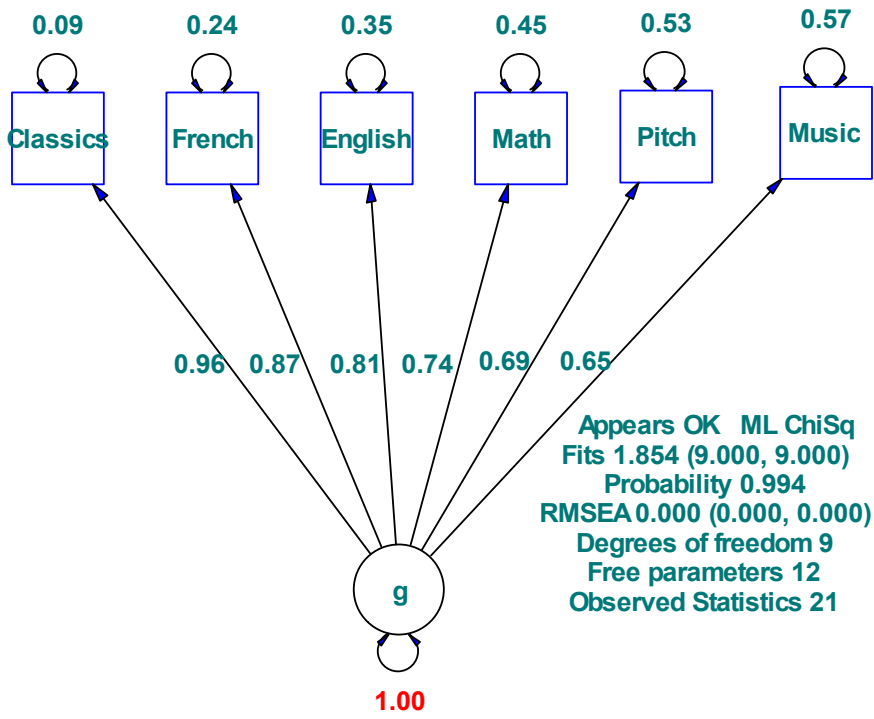 0.09 0.24 0.35 0.45 0.53 0.57
Classics French English Math Pitch Music
0.96 0.87 0.81 0.74 0.69 0.65
Appears OK ML ChiSq
Fits 1.854 (9.000, 9.000)
Probability 0.994
RMSEA 0.000 (0.000, 0.000)
Degrees of freedom 9
Free parameters 12
Observed Statistics 21
g
1.00